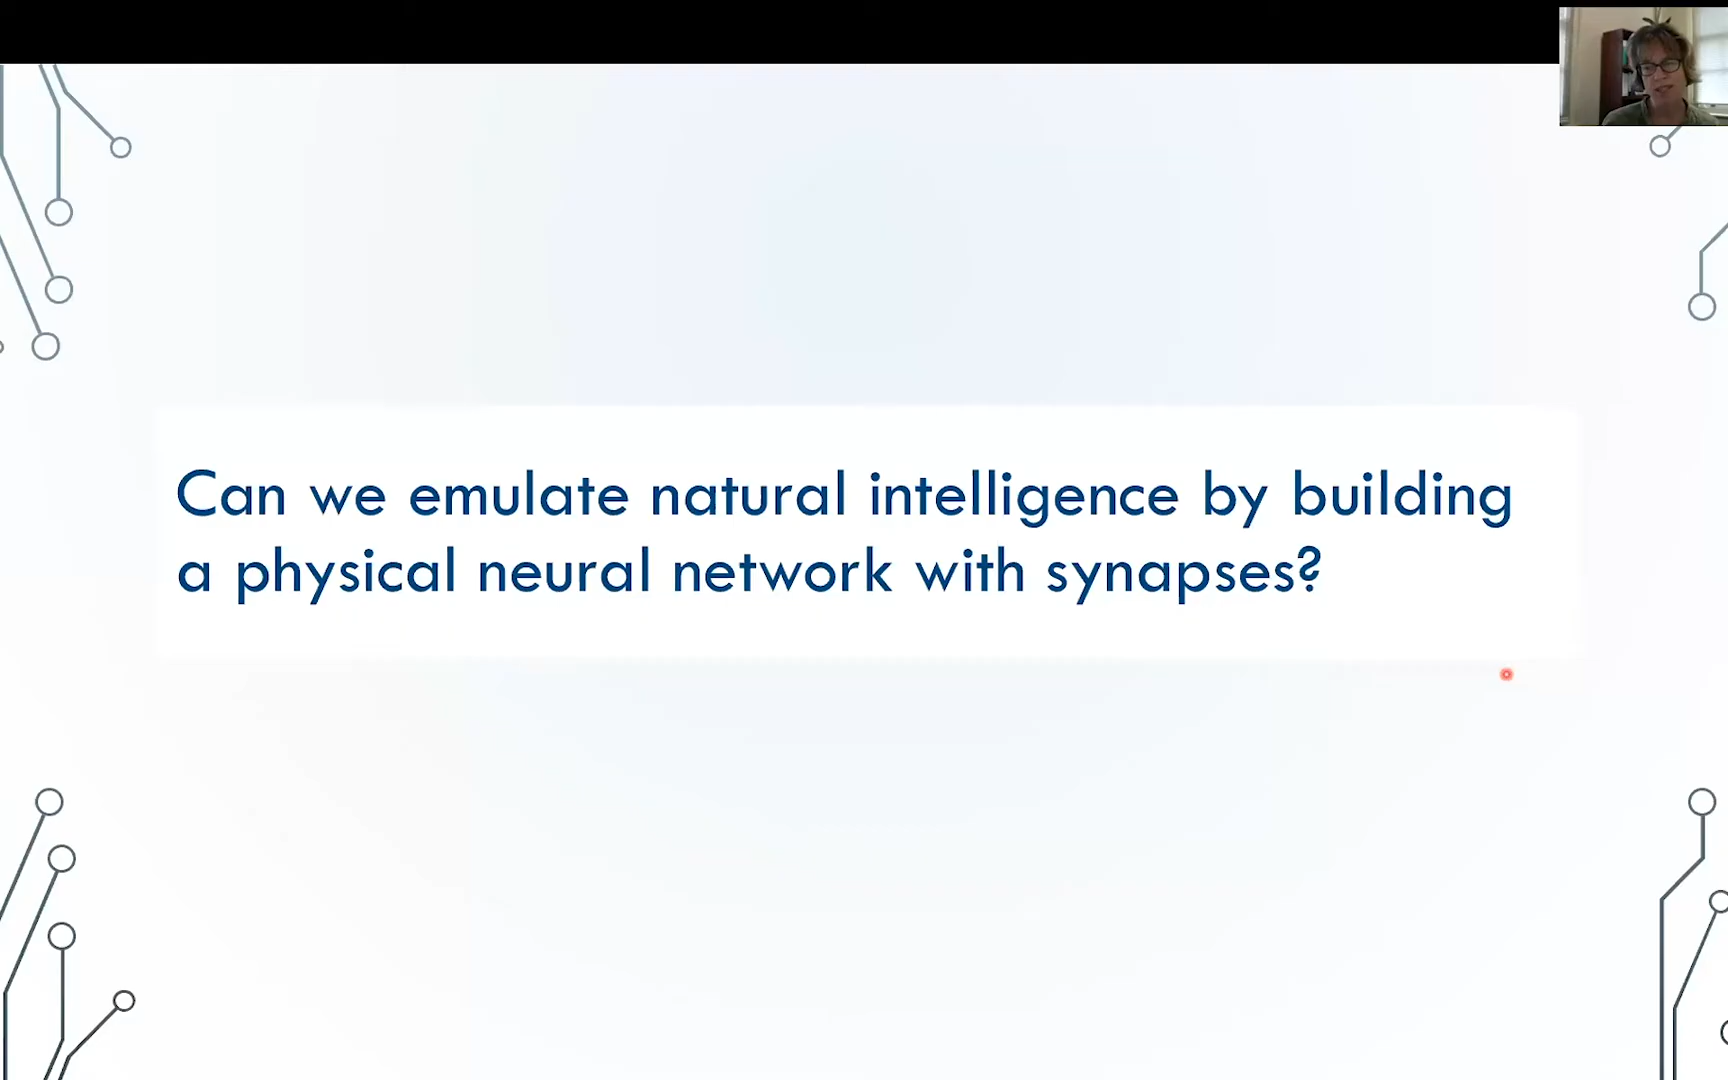 Can we emulate natural intelligence by building
a physical neural network with synapses?